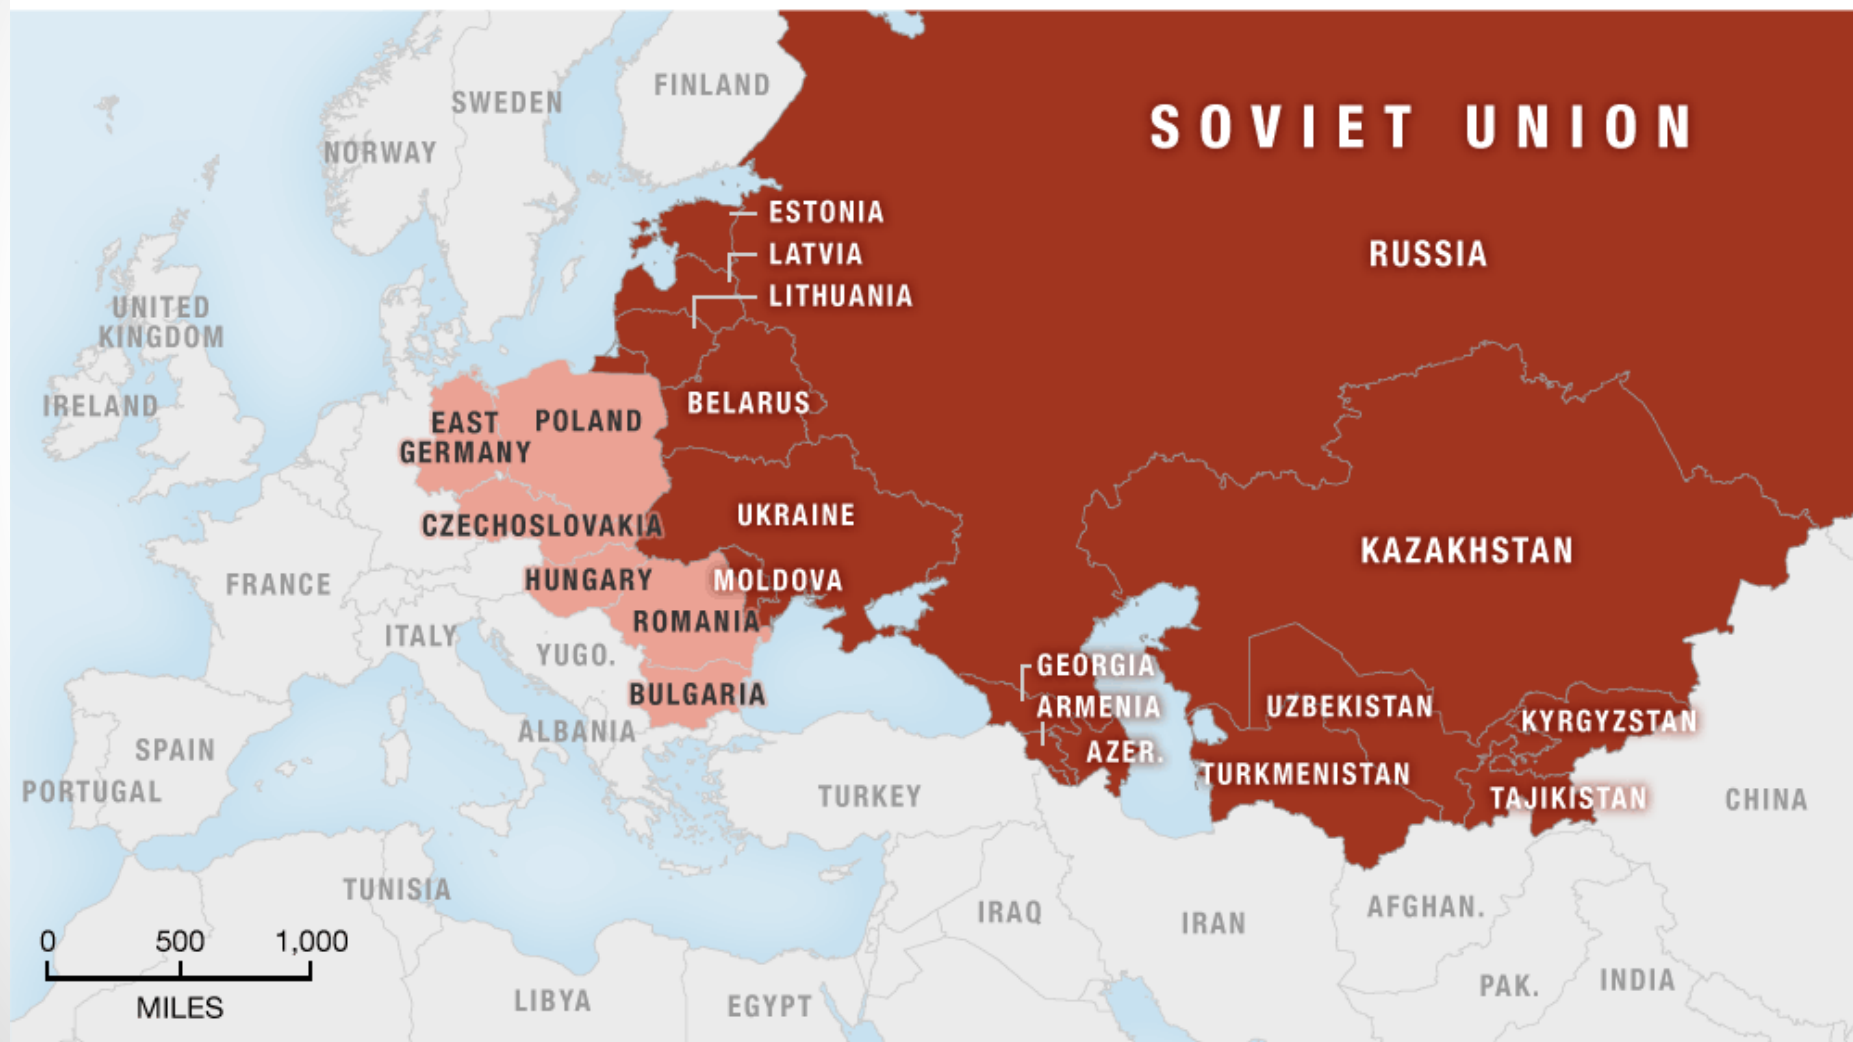 SWEDEN
FINLAND
NORWAY
SOVIET UNION
ESTONIA
LATVIA
LITHUANIA
RUSSIA
UNITED
KINGDOM
IRELAND
EAST
GERMANY
POLAND
BELARUS
CZECHOSLOVAKIA
UKRAINE
KAZAKHSTAN
FRANCE
HUNGARY
MOLDOVA
ROMANIA
ITALY
YUGO.
GEORGIA
ARMENIA
AZER.
BULGARIA
UZBEKISTAN
KYRGYZSTAN
ALBANIA
SPAIN
PORTUGAL
TURKEY
TURKMENISTAN
TAJIKISTAN
CHINA
TUNISIA
IRAQ
IRAN
AFGHAN.
PAK.
INDIA
LIBYA
EGYPT
0 500 1,000
MILES